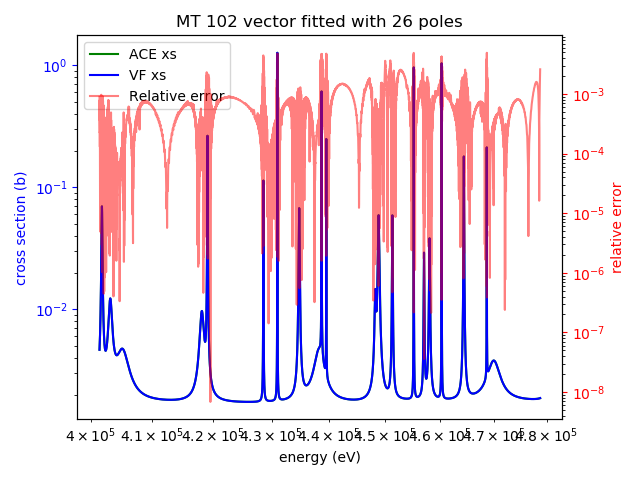 MT 102 vector fitted with 26 poles
ACE xs
VF xs
Relative error
cross section (b)
10⁰
10⁻¹
10⁻²
10⁻³
10⁻⁴
10⁻⁵
10⁻⁶
10⁻⁷
10⁻⁸
relative error
4 × 10⁵ 4.1 × 10⁵ 4.2 × 10⁵ 4.3 × 10⁵ 4.4 × 10⁵ 4.5 × 10⁵ 4.6 × 10⁵ 4.7 × 10⁵ 4.8 × 10⁵
energy (eV)